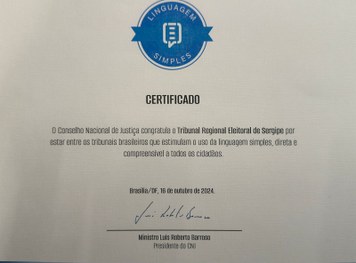 LINGUAGEM
SIMPLES
CERTIFICADO
O Conselho Nacional de Justiça congratula o Tribunal Regional Eleitoral de Sergipe por
estar entre os tribunais brasileiros que estimulam o uso da linguagem simples, direta e
compreensível a todos os cidadãos.
Brasília/DF, 16 de outubro de 2024.
Ministro Luís Roberto Barroso
Presidente do CNJ